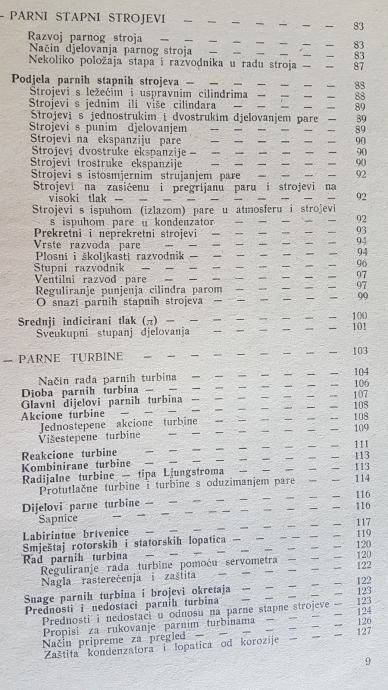 — PARNI STAPNI STROJEVI — — — — — — — 83
Razvoj parnog stroja — — — — — — — 83
Način djelovanja parnog stroja — — — — — — 83
Nekoliko položaja stapa i razvodnika u radu stroja — — — 87
Podjela parnih stapnih strojeva — — — — — — 88
Strojevi s ležećim i uspravnim cilindrima — — — — 88
Strojevi s jednim ili više cilindara — — — — — 89
Strojevi s jednostrukim i dvostrukim djelovanjem pare — — 89
Strojevi s punim djelovanjem — — — — — — 89
Strojevi na ekspanziju pare — — — — — — 90
Strojevi dvostruke ekspanzije — — — — — — 90
Strojevi trostruke ekspanzije — — — — — — 90
Strojevi s istosmjernim strujanjem pare — — — — 92
Strojevi na zasićenu i pregrijanu paru i strojevi na
visoki tlak — — — — — — — — 92
Strojevi s ispuhom (izlazom) pare u atmosferu i strojevi
s ispuhom pare u kondenzator — — — — — 92
Prekretni i neprekretni strojevi — — — — — 93
Vrste razvoda pare — — — — — — — 94
Plosni i školjkasti razvodnik — — — — — — 94
Stupni razvodnik — — — — — — — 96
Ventilni razvod pare — — — — — — — 97
Reguliranje punjenja cilindra parom — — — — — 97
O snazi parnih stapnih strojeva — — — — — — 99
Srednji indicirani tlak (π) — — — — — — — 100
Sveukupni stupanj djelovanja — — — — — — 101
— PARNE TURBINE — — — — — — — — 103
Način rada parnih turbina — — — — — — 104
Dioba parnih turbina — — — — — — — 106
Glavni dijelovi parnih turbina — — — — — — 107
Akcione turbine — — — — — — — — 108
Jednostepene akcione turbine — — — — — — 108
Višestepene turbine — — — — — — — 109
Reakcione turbine — — — — — — — — 111
Kombinirane turbine — — — — — — — 113
Radijalne turbine — tipa Ljungstroma — — — — — 113
Protutlačne turbine i turbine s oduzimanjem pare — — 114
Dijelovi parne turbine — — — — — — — 116
Sapnice — — — — — — — — — 116
Labirintne brtvenice — — — — — — — 117
Smještaj rotorskih i statorskih lopatica — — — — 119
Rad parnih turbina — — — — — — — 120
Reguliranje rada turbine pomoću servometra — — — 120
Nagla rasterećenja i zaštita — — — — — — 122
Snage parnih turbina i brojevi okretaja — — — — 122
Prednosti i nedostaci parnih turbina — — — — — 123
Prednosti i nedostaci u odnosu na parne stapne strojeve — 123
Propisi za rukovanje parnim turbinama — — — — 124
Način pripreme za pregled — — — — — — 126
Zaštita kondenzatora i lopatica od korozije — — — 127
9